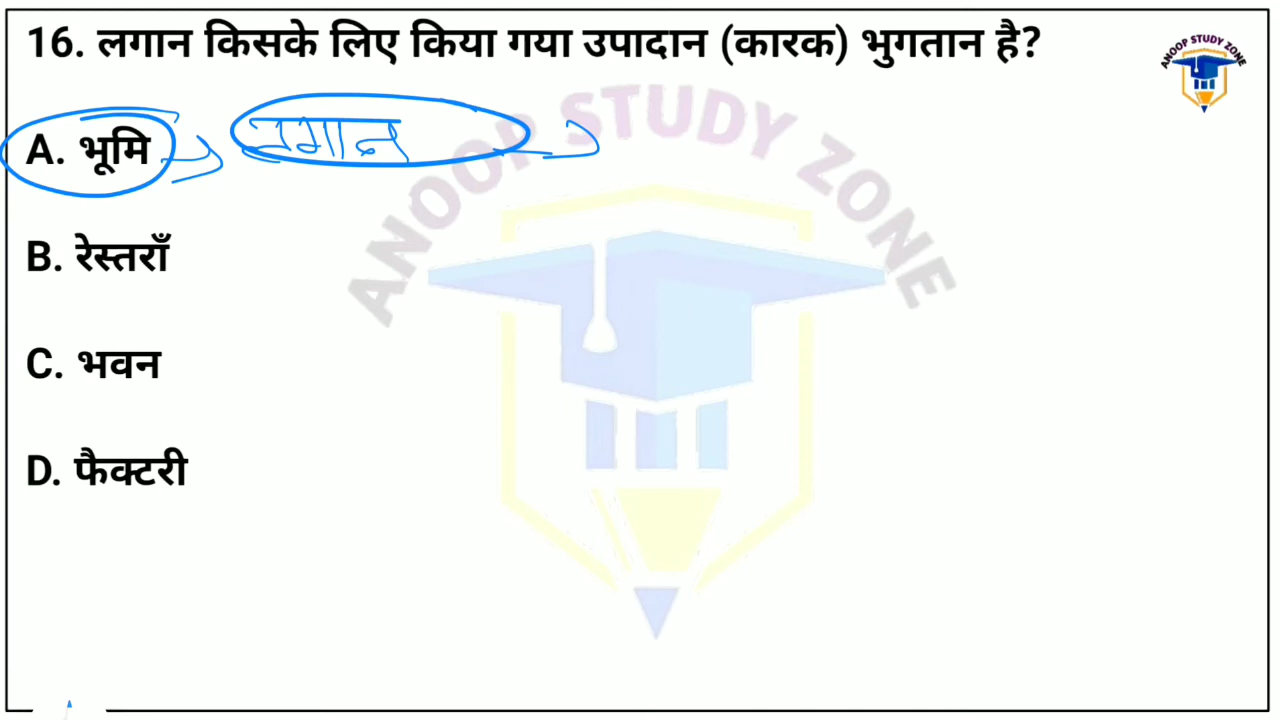 16. लगान किसके लिए किया गया उपादान (कारक) भुगतान है?
ANOOP STUDY ZONE
A. भूमि
लगान
ANOOP STUDY ZONE
B. रेस्तराँ
C. भवन
D. फैक्टरी